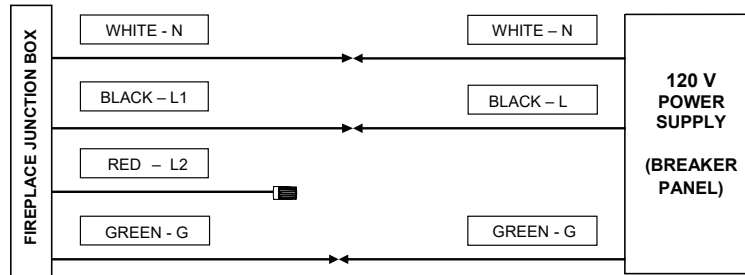 FIREPLACE JUNCTION BOX
WHITE - N
WHITE – N
BLACK – L1
BLACK – L
RED – L2
GREEN - G
GREEN - G
120 V
POWER
SUPPLY
(BREAKER
PANEL)